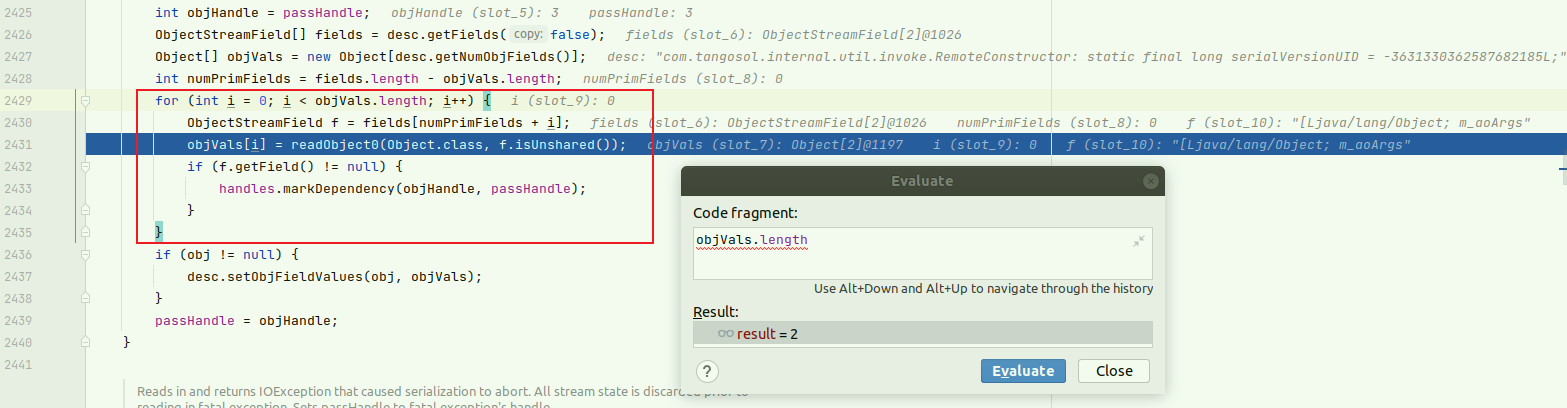 2425 int objHandle = passHandle; objHandle (slot_5): 3 passHandle: 3
2426 ObjectStreamField[] fields = desc.getFields( copy: false); fields (slot_6): ObjectStreamField[2]@1026
2427 Object[] objVals = new Object[desc.getNumObjFields()]; desc: "com.tangosol.internal.util.invoke.RemoteConstructor: static final long serialVersionUID = -3631330362587682185L;"
2428 int numPrimFields = fields.length - objVals.length; numPrimFields (slot_8): 0
2429 for (int i = 0; i < objVals.length; i++) { i (slot_9): 0
2430 ObjectStreamField f = fields[numPrimFields + i]; fields (slot_6): ObjectStreamField[2]@1026 numPrimFields (slot_8): 0 f (slot_10): "[Ljava/lang/Object; m_aoArgs"
2431 objVals[i] = readObject0(Object.class, f.isUnshared()); objVals (slot_7): Object[2]@1197 i (slot_9): 0 f (slot_10): "[Ljava/lang/Object; m_aoArgs"
2432 if (f.getField() != null) {
2433 handles.markDependency(objHandle, passHandle);
2434 }
2435 }
2436 if (obj != null) {
2437 desc.setObjFieldValues(obj, objVals);
2438 }
2439 passHandle = objHandle;
2440 }
2441
Reads in and returns IOException that caused serialization to abort. All stream state is discarded prior to
reading in fatal exception. Sets passHandle to fatal exception's handle.
Evaluate
Code fragment:
objVals.length
Use Alt+Down and Alt+Up to navigate through the history
Result:
result = 2
?
Evaluate
Close